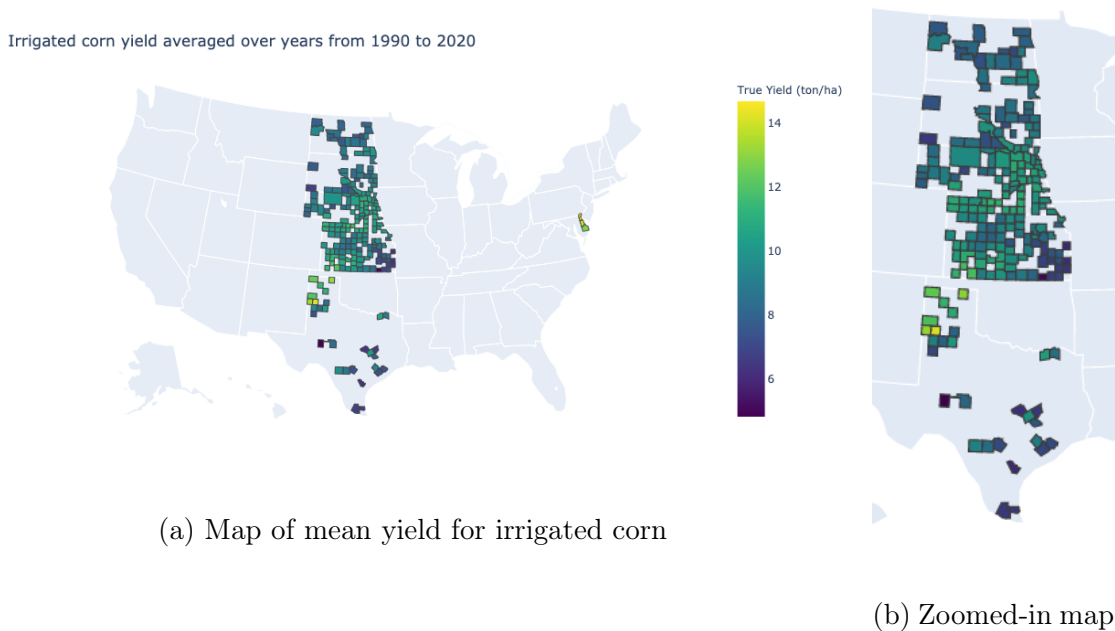 Irrigated corn yield averaged over years from 1990 to 2020
True Yield (ton/ha)
14
12
10
8
6
(a) Map of mean yield for irrigated corn
(b) Zoomed-in map